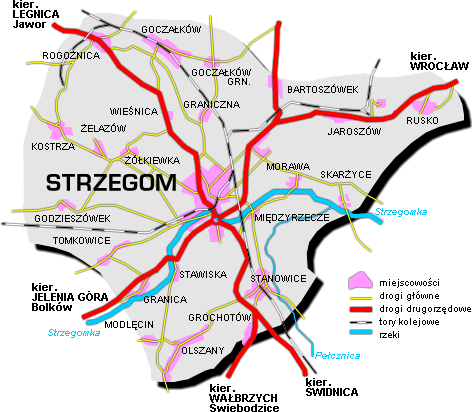 kier.
LEGNICA
Jawor
GOCZAŁKÓW
ROGOŹNICA
GOCZAŁKÓW
GRN.
kier.
WROCŁAW
BARTOSZÓWEK
GRANICZNA
WIEŚNICA
RUSKO
JAROSZÓW
ŻELAZÓW
KOSTRZA
ŻÓŁKIEWKA
MORAWA
SKARŻYCE
STRZEGOM
Strzegomka
GODZIESZÓWEK
MIĘDZYRZECZE
TOMKOWICE
STAWISKA
STANOWICE
kier.
JELENIA GÓRA
Bolków
GRANICA
miejscowości
drogi główne
drogi drugorzędowe
tory kolejowe
rzeki
GROCHOTÓW
MODLĘCIN
Strzegomka
OLSZANY
Pełcznica
kier.
WAŁBRZYCH
Świebodzice
kier.
ŚWIDNICA